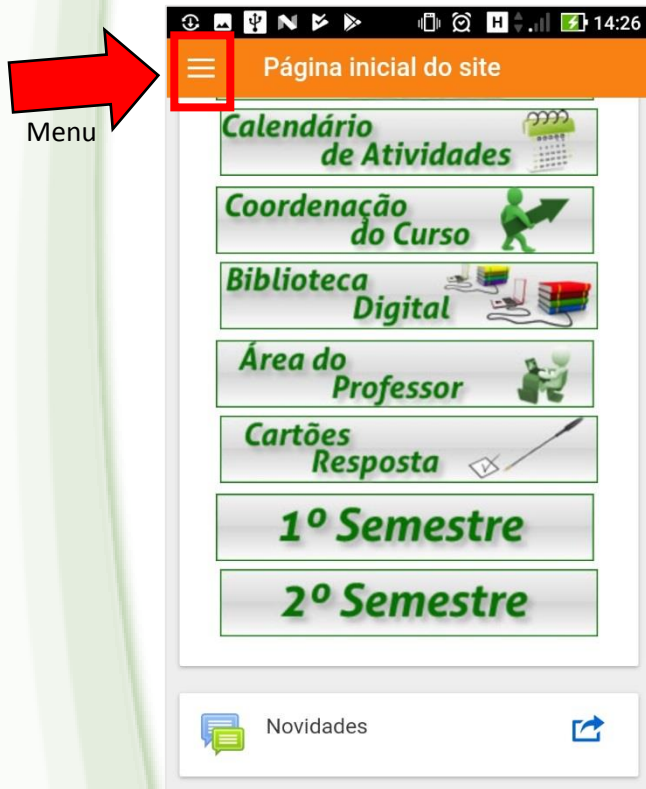 14:26
Página inicial do site
Menu
Calendário
de Atividades
Coordenação
do Curso
Biblioteca
Digital
Área do
Professor
Cartões
Resposta
1º Semestre
2º Semestre
Novidades